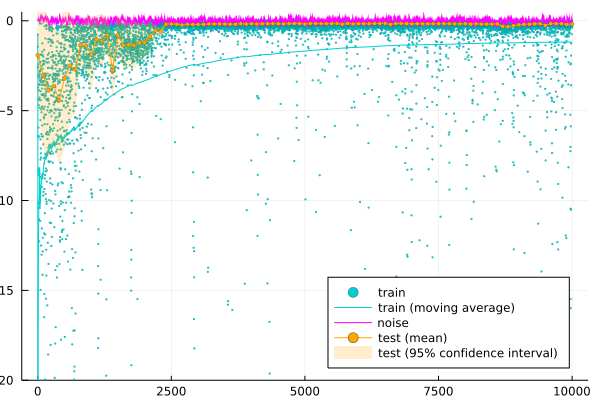 0
−5
10
15
20
0
2500
5000
7500
10000
train
train (moving average)
noise
test (mean)
test (95% confidence interval)